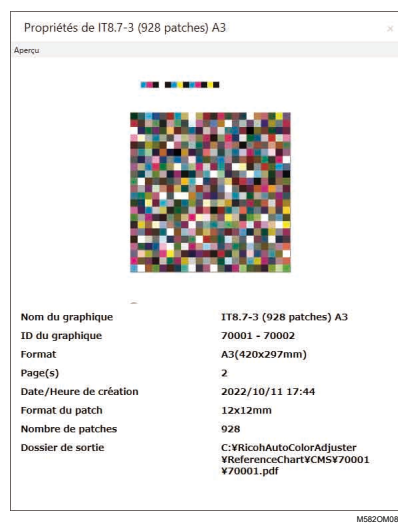 Propriétés de IT8.7-3 (928 patches) A3
×
Aperçu
Nom du graphique IT8.7-3 (928 patches) A3
ID du graphique 70001 - 70002
Format A3(420x297mm)
Page(s) 2
Date/Heure de création 2022/10/11 17:44
Format du patch 12x12mm
Nombre de patches 928
Dossier de sortie C:¥RicohAutoColorAdjuster
¥ReferenceChart¥CMS¥70001
¥70001.pdf
M582OM08